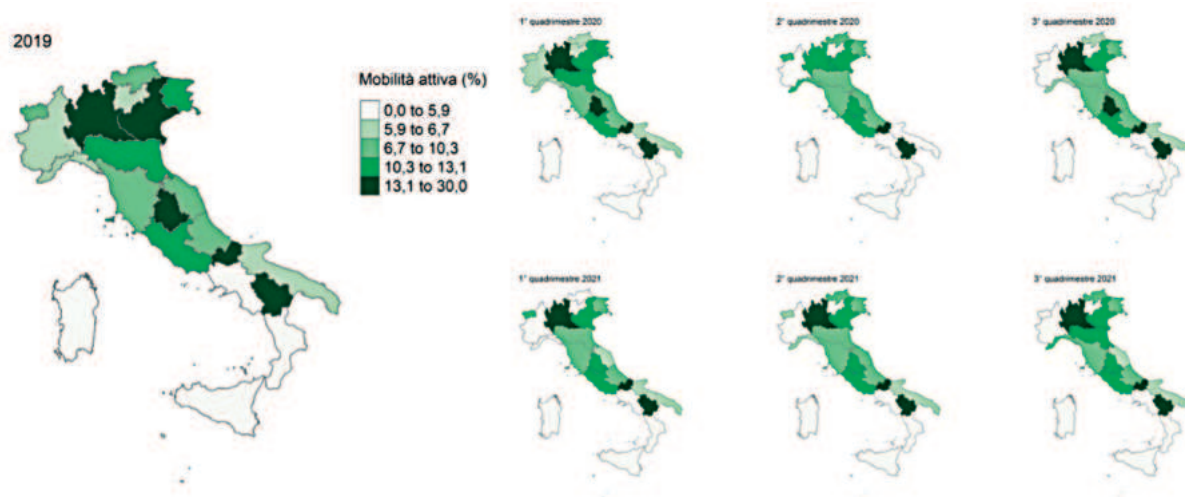 2019
Mobilità attiva (%)
0,0 to 5,9
5,9 to 6,7
6,7 to 10,3
10,3 to 13,1
13,1 to 30,0
1° quadrimestre 2020
2° quadrimestre 2020
3° quadrimestre 2020
1° quadrimestre 2021
2° quadrimestre 2021
3° quadrimestre 2021